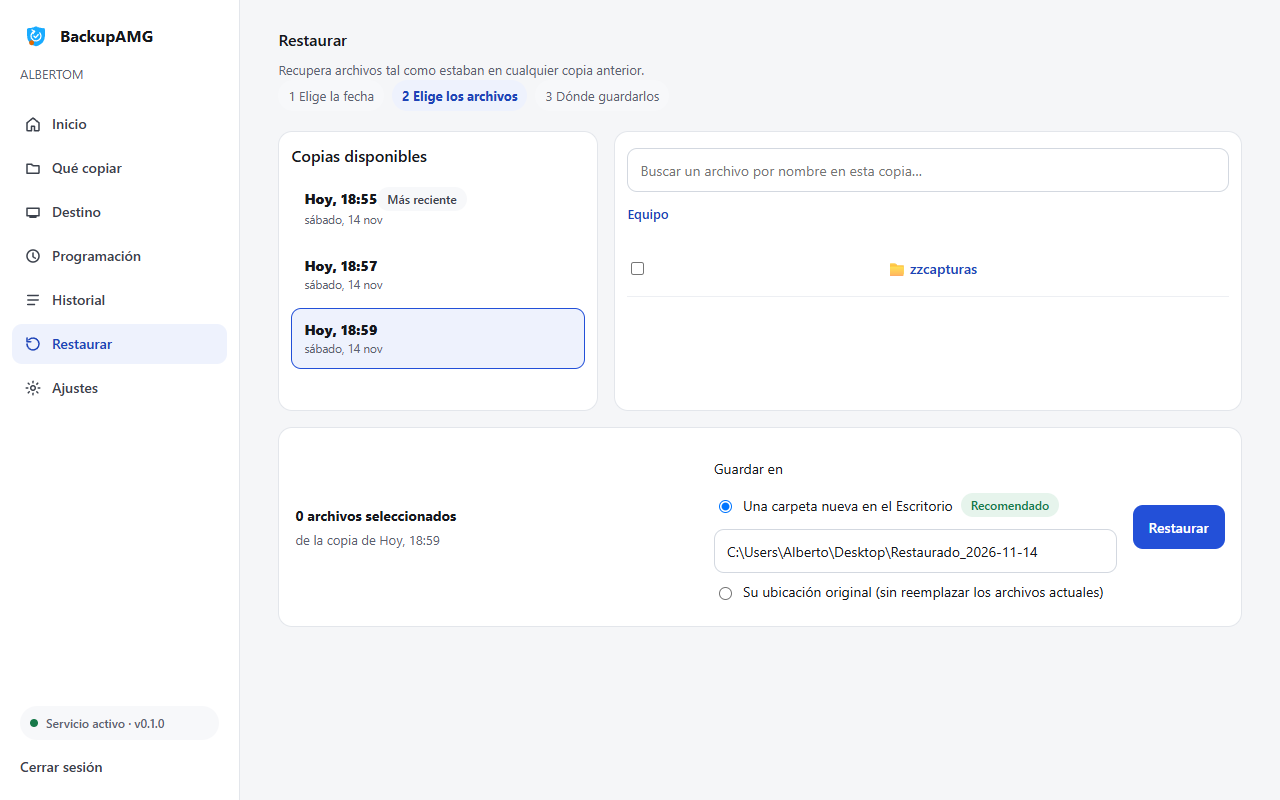 BackupAMG
ALBERTOM
Inicio
Qué copiar
Destino
Programación
Historial
Restaurar
Ajustes
Servicio activo · v0.1.0
Cerrar sesión
Restaurar
Recupera archivos tal como estaban en cualquier copia anterior.
1 Elige la fecha 2 Elige los archivos 3 Dónde guardarlos
Copias disponibles
Hoy, 18:55 Más reciente
sábado, 14 nov
Hoy, 18:57
sábado, 14 nov
Hoy, 18:59
sábado, 14 nov
Buscar un archivo por nombre en esta copia...
Equipo
zzcapturas
0 archivos seleccionados
de la copia de Hoy, 18:59
Guardar en
Una carpeta nueva en el Escritorio Recomendado
C:\Users\Alberto\Desktop\Restaurado_2026-11-14
Su ubicación original (sin reemplazar los archivos actuales)
Restaurar